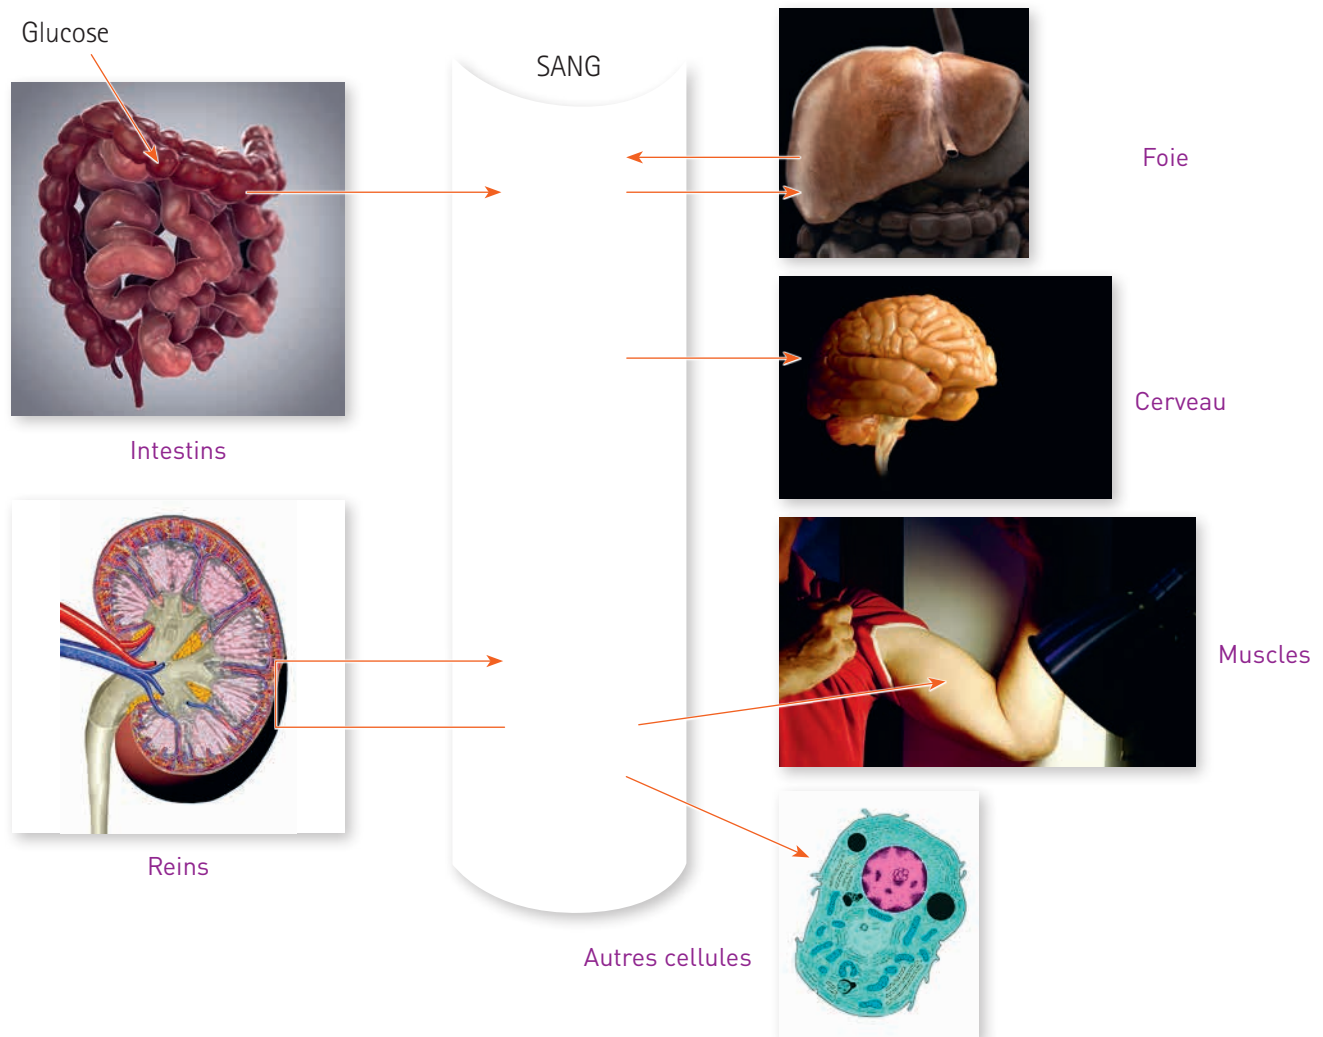 Glucose
SANG
Foie
Cerveau
Intestins
Muscles
Reins
Autres cellules